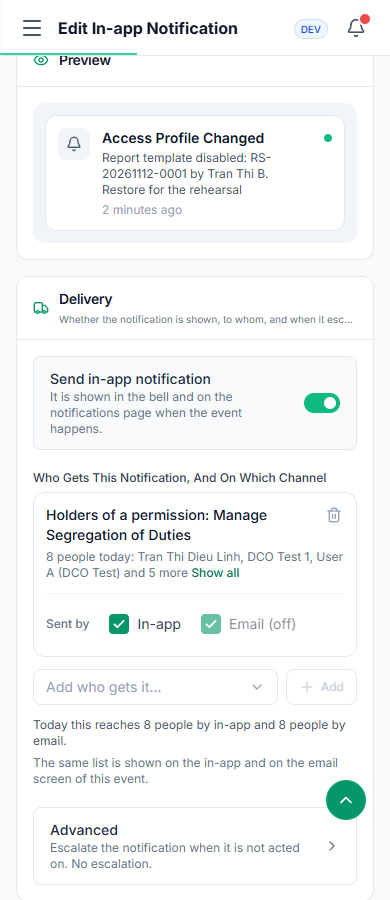 Edit In-app Notification
DEV
Preview
Access Profile Changed
Report template disabled: RS-
20261112-0001 by Tran Thi B.
Restore for the rehearsal
2 minutes ago
Delivery
Whether the notification is shown, to whom, and when it esc...
Send in-app notification
It is shown in the bell and on the
notifications page when the event
happens.
Who Gets This Notification, And On Which Channel
Holders of a permission: Manage
Segregation of Duties
8 people today: Tran Thi Dieu Linh, DCO Test 1, User
A (DCO Test) and 5 more Show all
Sent by In-app Email (off)
Add who gets it...
Add
Today this reaches 8 people by in-app and 8 people by
email.
The same list is shown on the in-app and on the email
screen of this event.
Advanced
Escalate the notification when it is not acted
on. No escalation.